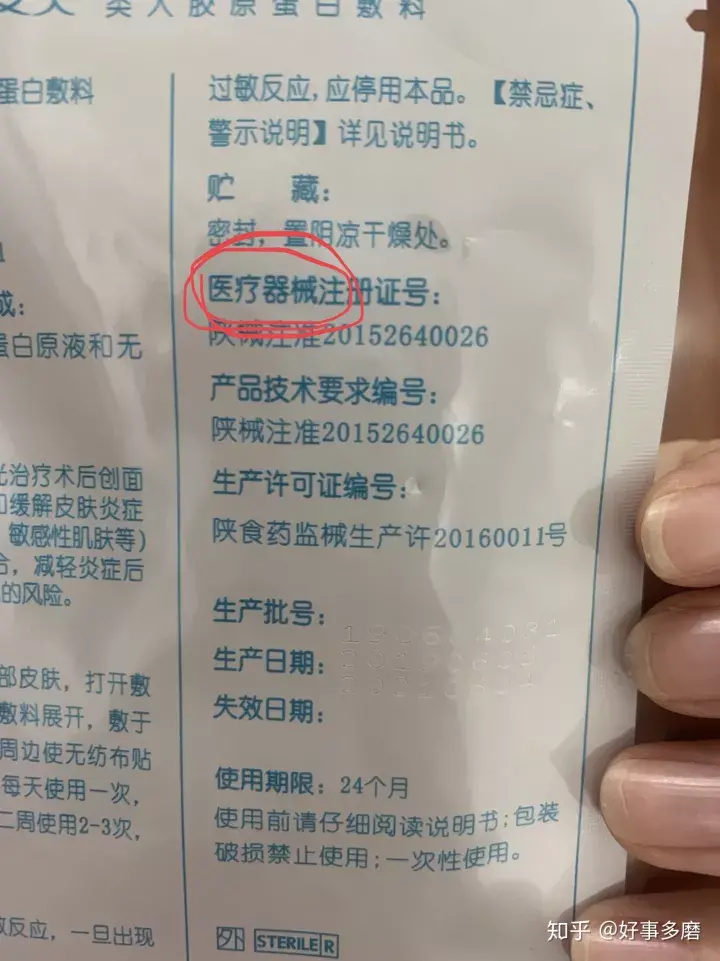 类人胶原蛋白敷料
蛋白敷料
成:
蛋白原液和无
光治疗术后创面
和缓解皮肤炎症
敏感性肌肤等)
合，减轻炎症后
的风险。
部皮肤，打开敷
敷料展开，敷于
周边使无纺布贴
每天使用一次，
二周使用2-3次，
敏反应，一旦出现
过敏反应,应停用本品。【禁忌症、
警示说明】详见说明书。
贮 藏:
密封，置阴凉干燥处。
医疗器械注册证号:
陕械注准20152640026
产品技术要求编号:
陕械注准20152640026
生产许可证编号:
陕食药监械生产许20160011号
生产批号:
生产日期:
失效日期:
使用期限: 24个月
使用前请仔细阅读说明书;包装
破损禁止使用;一次性使用。
外 STERILE R
知乎 @好事多磨